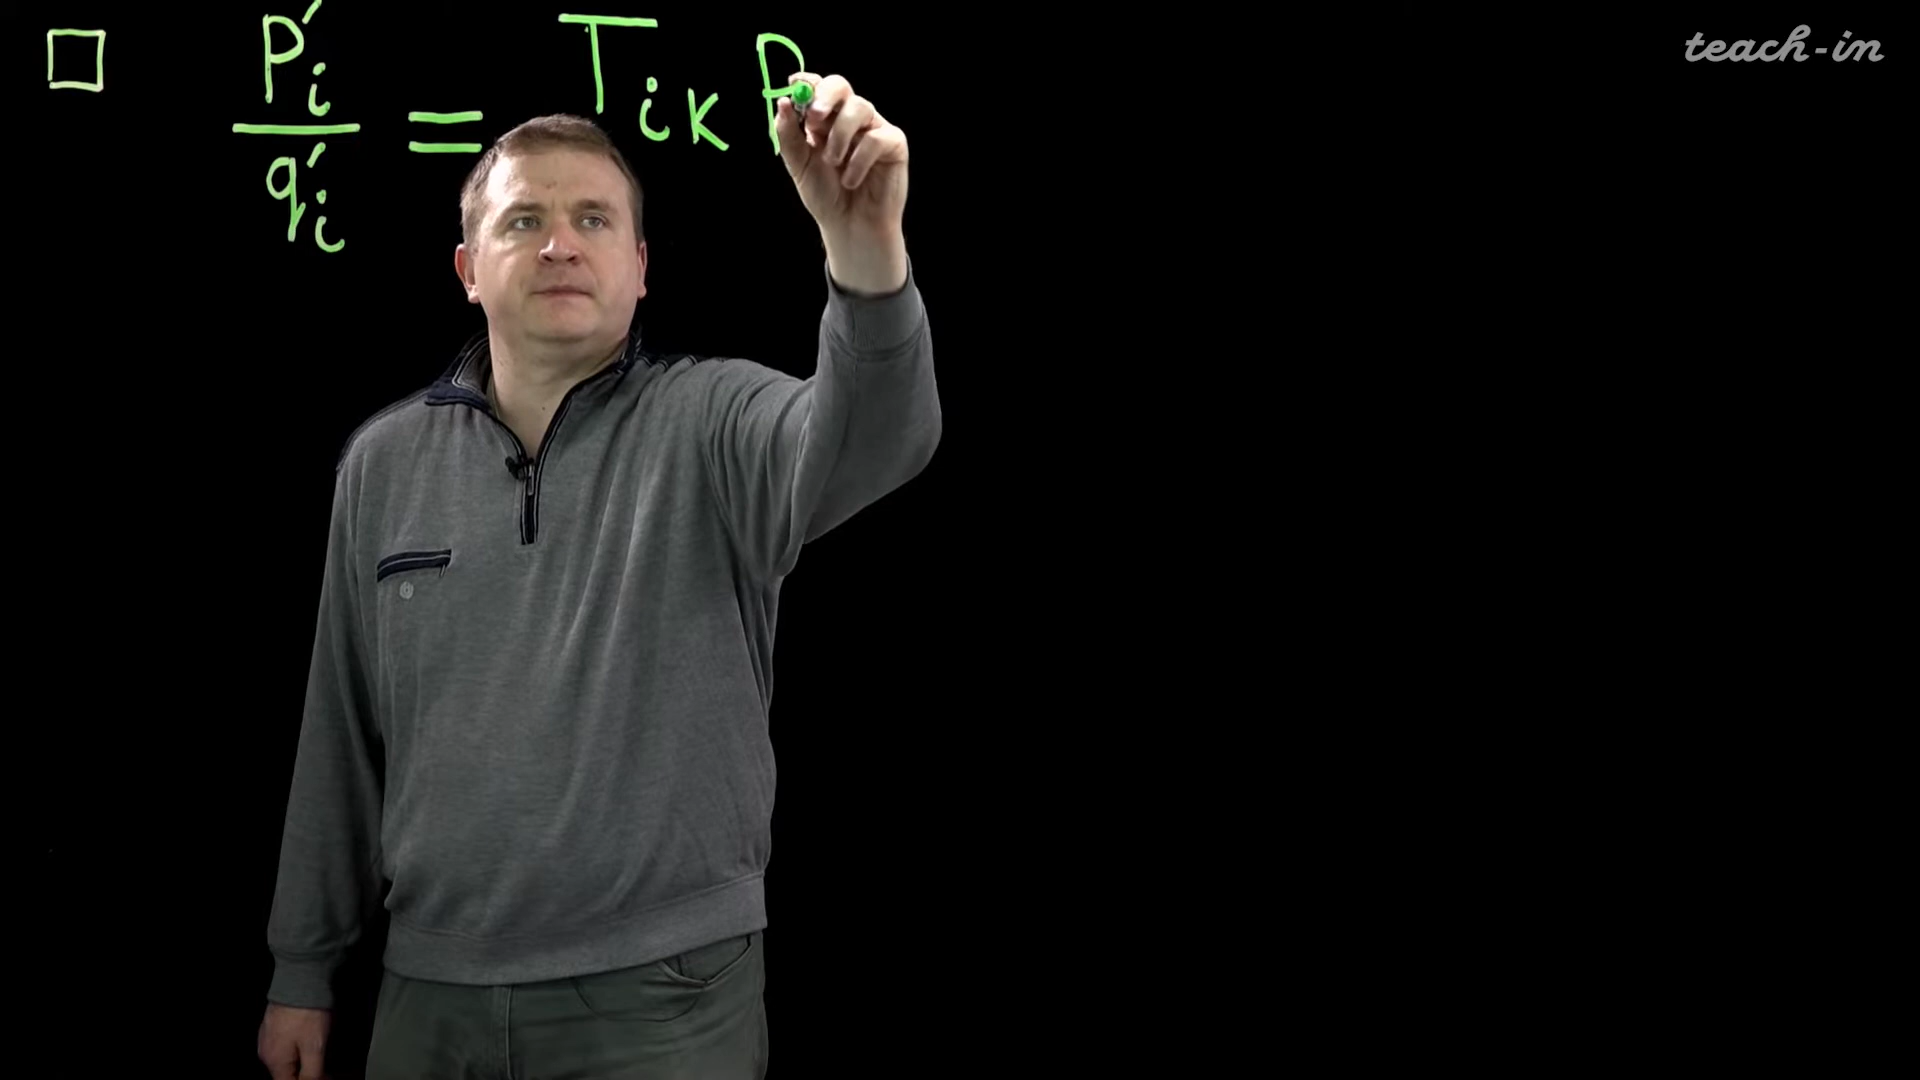 teach-in
□ p′ᵢ / q′ᵢ = Tᵢₖ P